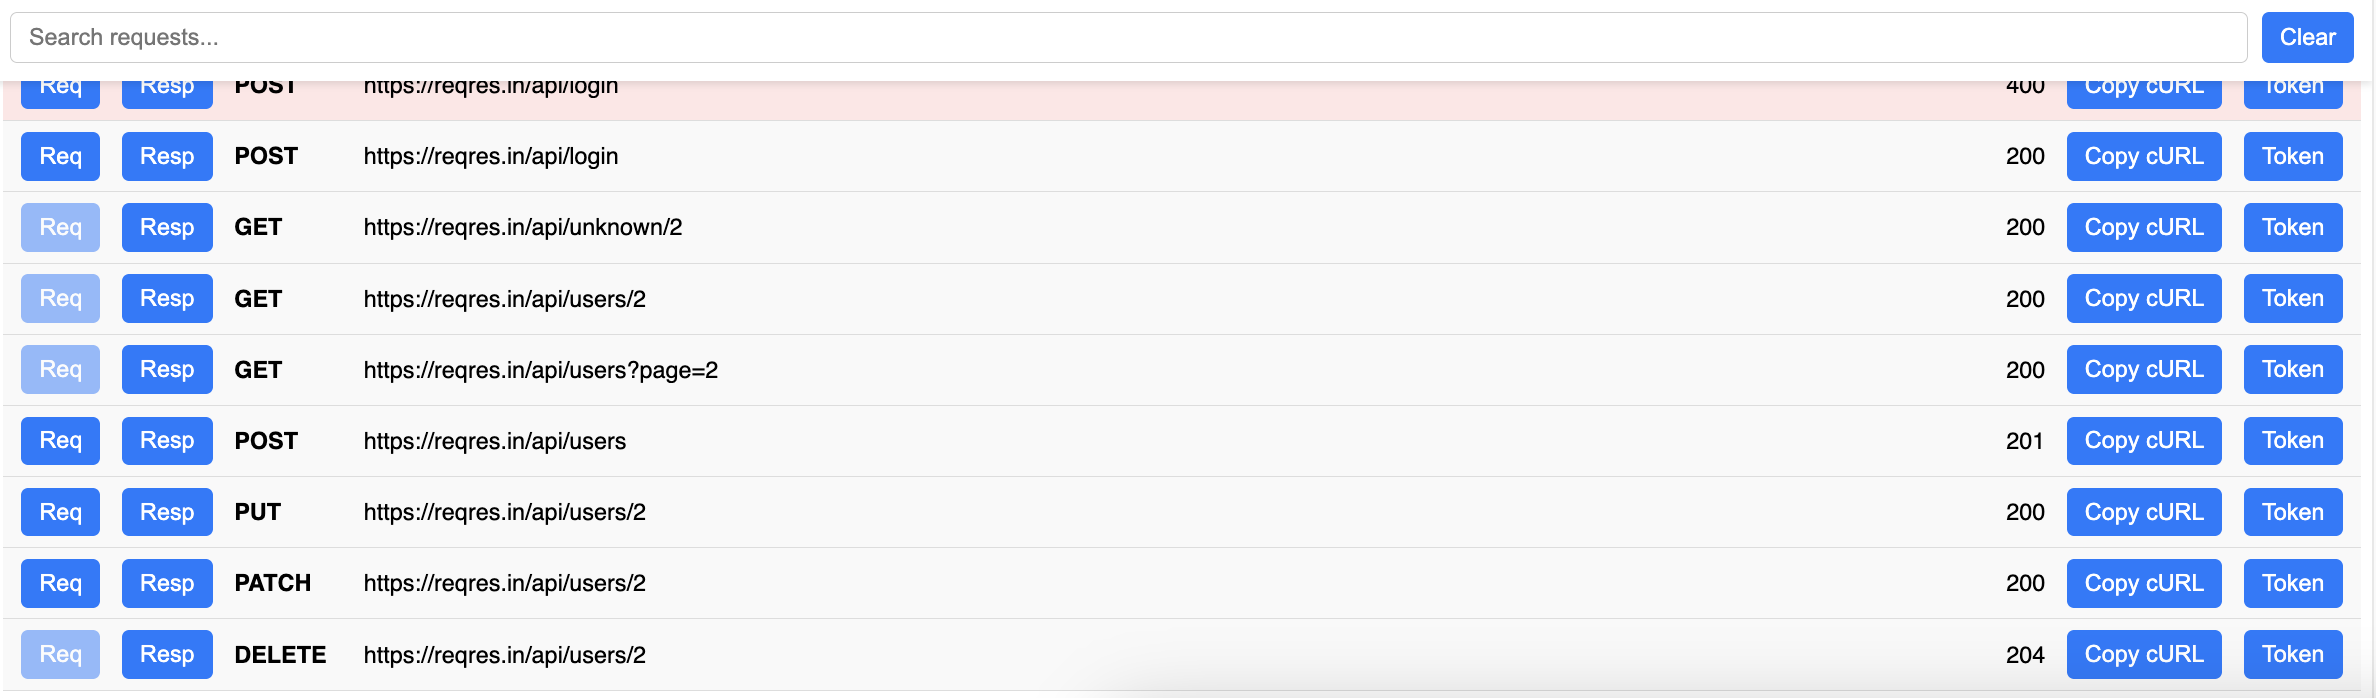 Search requests... Clear
Req Resp POST https://reqres.in/api/login 400 Copy cURL Token
Req Resp POST https://reqres.in/api/login 200 Copy cURL Token
Req Resp GET https://reqres.in/api/unknown/2 200 Copy cURL Token
Req Resp GET https://reqres.in/api/users/2 200 Copy cURL Token
Req Resp GET https://reqres.in/api/users?page=2 200 Copy cURL Token
Req Resp POST https://reqres.in/api/users 201 Copy cURL Token
Req Resp PUT https://reqres.in/api/users/2 200 Copy cURL Token
Req Resp PATCH https://reqres.in/api/users/2 200 Copy cURL Token
Req Resp DELETE https://reqres.in/api/users/2 204 Copy cURL Token